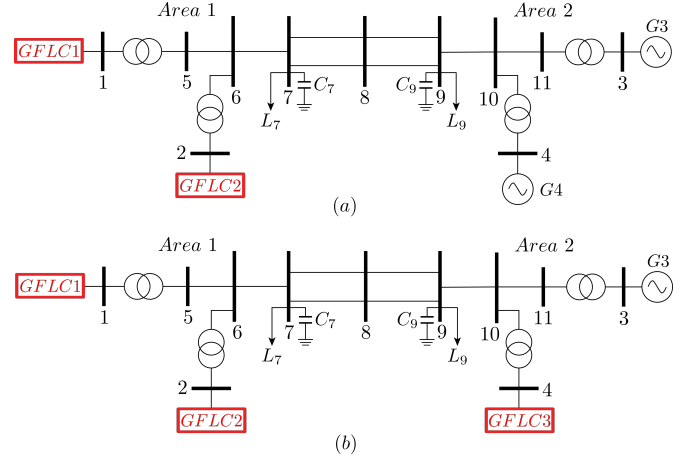 Area 1
Area 2
G3
GFLC1
1
5
6
7
C7
8
C9
9
10
11
3
L7
L9
2
4
GFLC2
G4
(a)
Area 1
Area 2
G3
GFLC1
1
5
6
7
C7
8
C9
9
10
11
3
L7
L9
2
4
GFLC2
GFLC3
(b)